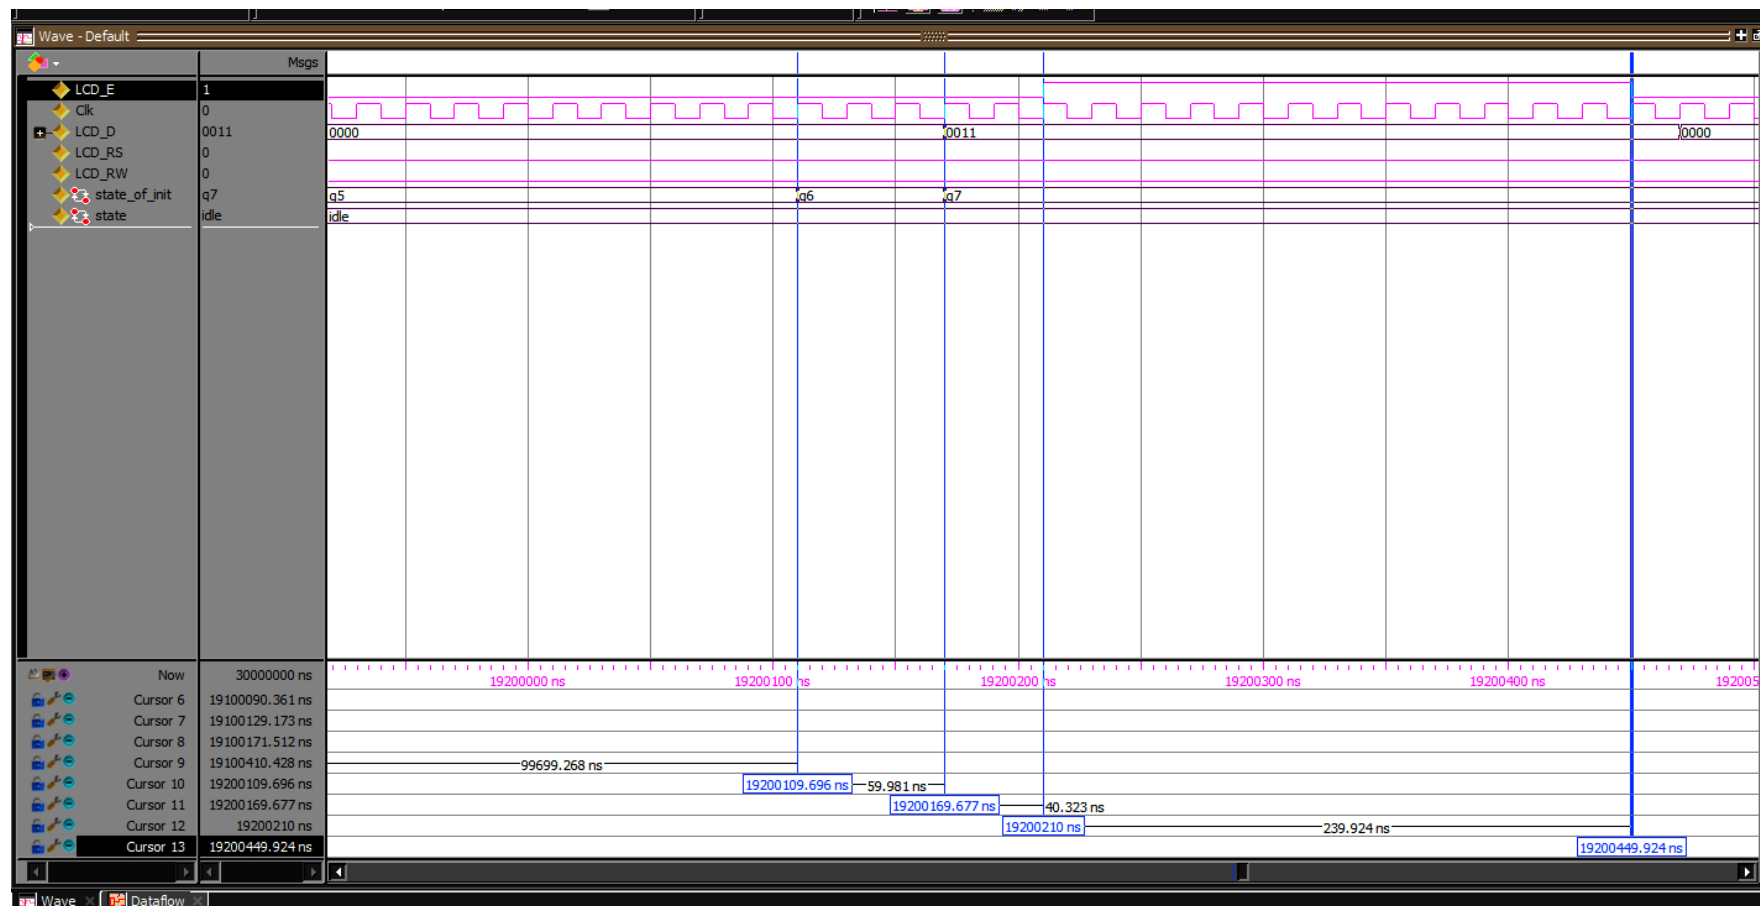 Wave - Default
Msgs
LCD_E 1
Clk 0
LCD_D 0011 0000 0011 0000
LCD_RS 0
LCD_RW 0
state_of_init q7 q5 q6 q7
state idle idle
Now 30000000 ns 19200000 ns 19200100 ns 19200200 ns 19200300 ns 19200400 ns 192005
Cursor 6 19100090.361 ns
Cursor 7 19100129.173 ns
Cursor 8 19100171.512 ns
Cursor 9 19100410.428 ns 99699.268 ns
Cursor 10 19200109.696 ns 19200109.696 ns 59.981 ns
Cursor 11 19200169.677 ns 19200169.677 ns 40.323 ns
Cursor 12 19200210 ns 19200210 ns 239.924 ns
Cursor 13 19200449.924 ns 19200449.924 ns
Wave Dataflow